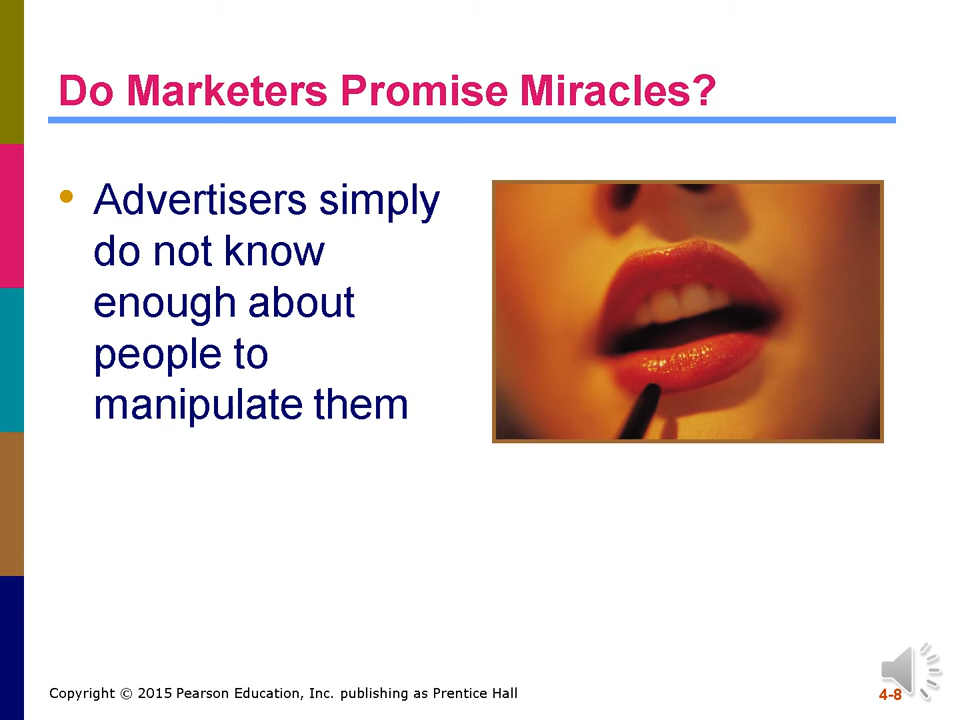 Do Marketers Promise Miracles?
• Advertisers simply
do not know
enough about
people to
manipulate them
Copyright © 2015 Pearson Education, Inc. publishing as Prentice Hall
4-8